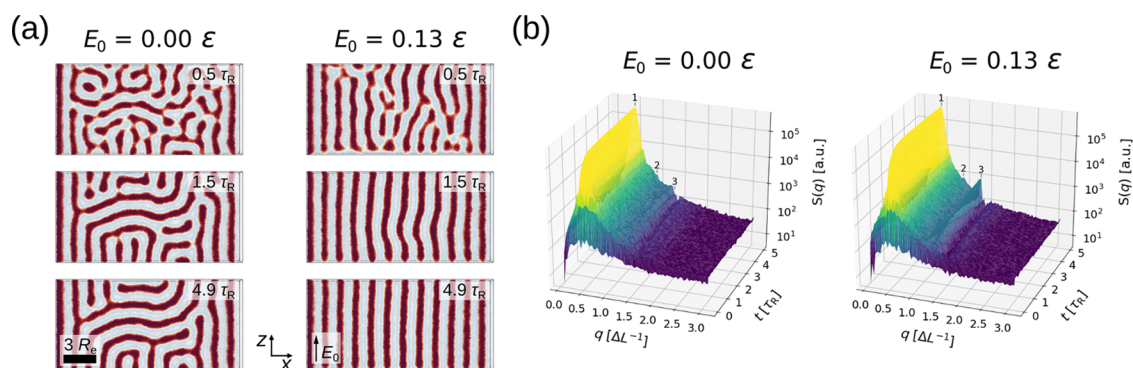 (a)
E₀ = 0.00 ε
E₀ = 0.13 ε
0.5 τR
0.5 τR
1.5 τR
1.5 τR
4.9 τR
4.9 τR
3 Re
Z
X
E₀
(b)
E₀ = 0.00 ε
E₀ = 0.13 ε
1
2
3
10⁵
10⁴
10³
10²
10¹
S(q) [a.u.]
0.0 0.5 1.0 1.5 2.0 2.5 3.0
q [ΔL⁻¹]
0 1 2 3 4 5
t [τR]
1
2
3
10⁵
10⁴
10³
10²
10¹
S(q) [a.u.]
0.0 0.5 1.0 1.5 2.0 2.5 3.0
q [ΔL⁻¹]
0 1 2 3 4 5
t [τR]